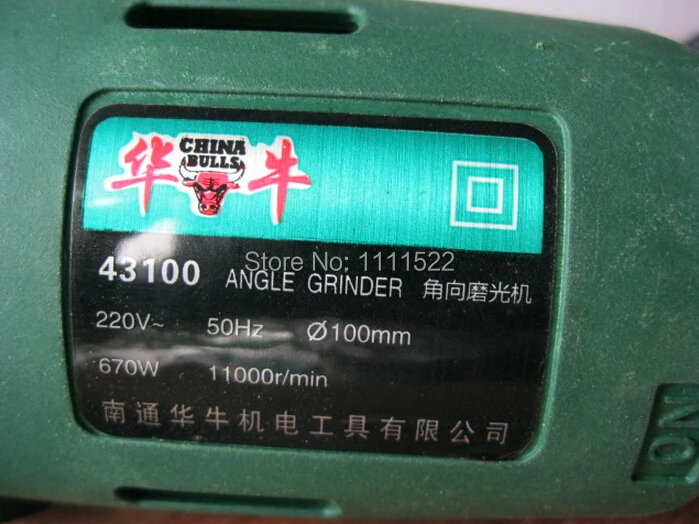 华 CHINA BULLS 牛
Store No: 1111522
43100 ANGLE GRINDER 角向磨光机
220V~ 50Hz Ø100mm
670W 11000r/min
南通华牛机电工具有限公司
ION